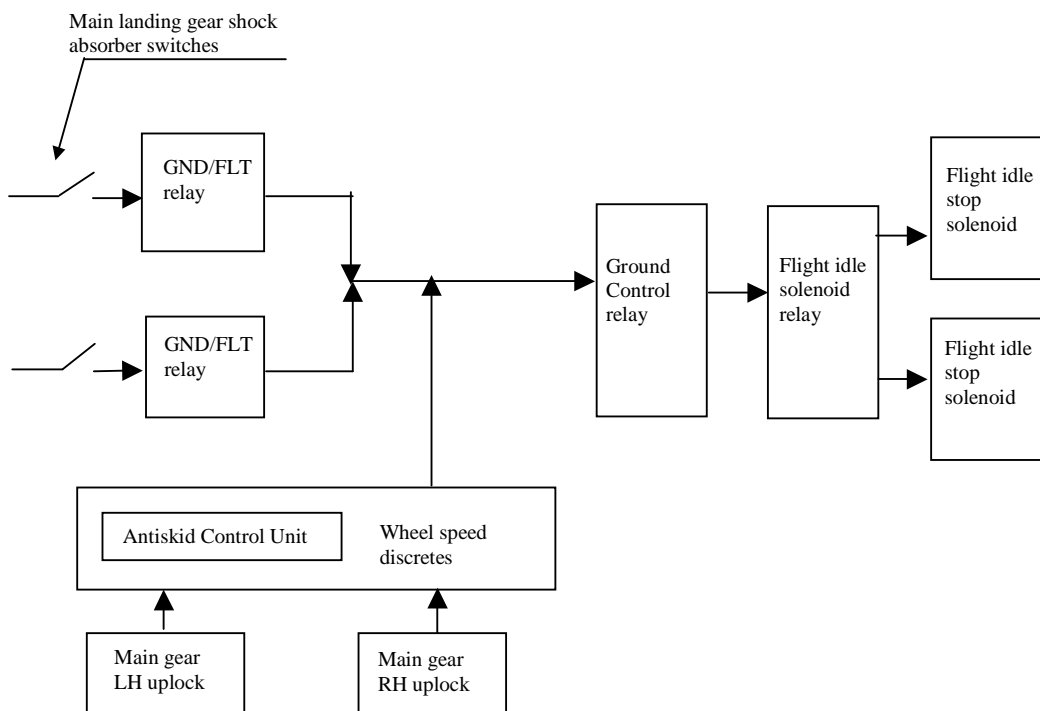 Main landing gear shock
absorber switches
GND/FLT
relay
GND/FLT
relay
Ground
Control
relay
Flight idle
solenoid
relay
Flight idle
stop
solenoid
Flight idle
stop
solenoid
Antiskid Control Unit
Wheel speed
discretes
Main gear
LH uplock
Main gear
RH uplock